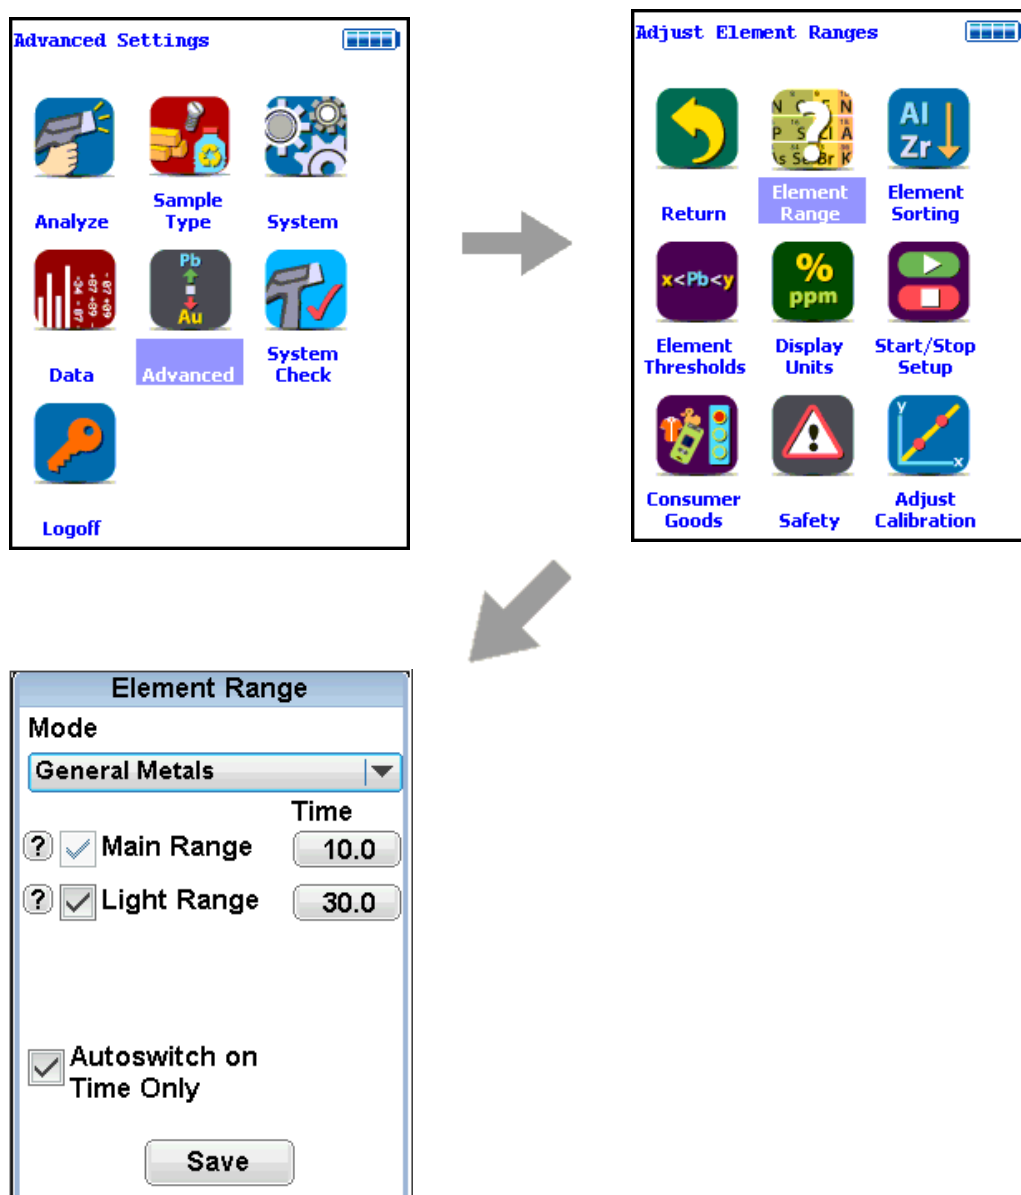 Advanced Settings
Analyze
Sample
Type
System
Pb
Au
Data
Advanced
System
Check
Logoff
Adjust Element Ranges
N
N
P
S
A
Se
Br
K
?
Al
Zr
Return
Element
Range
Element
Sorting
x<Pb<y
%
ppm
Element
Thresholds
Display
Units
Start/Stop
Setup
y
x
Consumer
Goods
Safety
Adjust
Calibration
Element Range
Mode
General Metals
Time
? Main Range 10.0
? Light Range 30.0
Autoswitch on
Time Only
Save